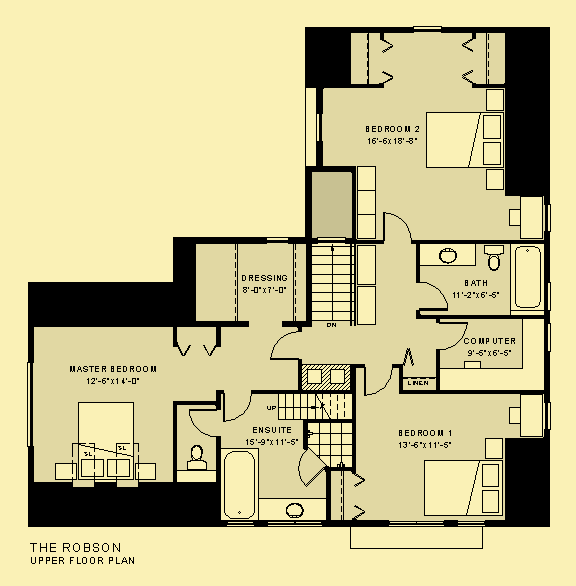 BEDROOM 2
16'-6x18'-8"
DRESSING
8'-0"x7'-0"
BATH
11'-2"x6'-5"
DN
COMPUTER
9'-5"x6'-5"
MASTER BEDROOM
12'-6"x14'-0"
LINEN
UP
ENSUITE
15'-9"x11'-5"
BEDROOM 1
13'-6"x11'-5"
SL
SL
THE ROBSON
UPPER FLOOR PLAN